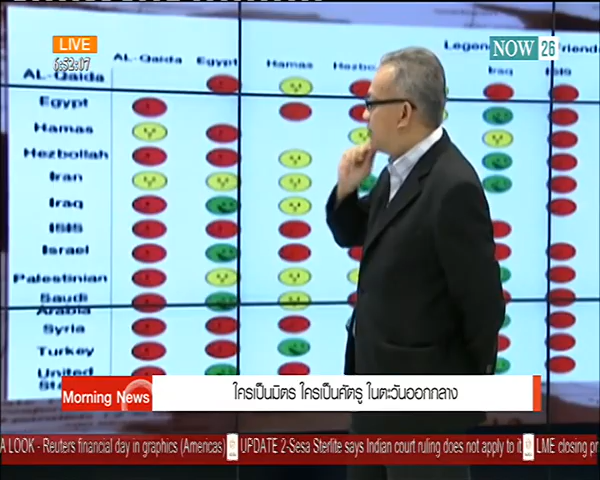 LIVE
6:52:07
NOW 26
AL-Qaida Egypt Hamas Iraq ISIS
AL-Qaida
Egypt
Hamas
Hezbollah
Iran
Iraq
ISIS
Israel
Palestinian
Saudi
Arabia
Syria
Turkey
United
Morning News
ใครเป็นมิตร ใครเป็นศัตรู ในตะวันออกกลาง
A LOOK - Reuters financial day in graphics (Americas) UPDATE 2-Sesa Sterlite says Indian court ruling does not apply to it LME closing pr